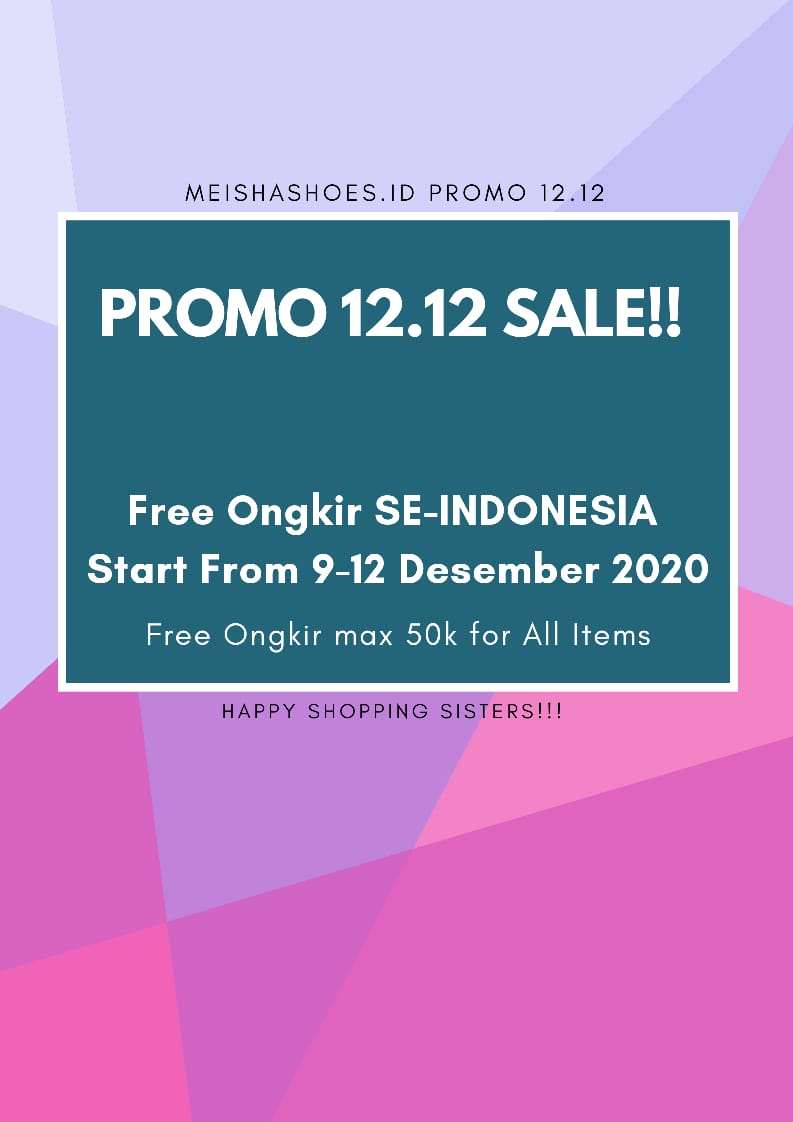 MEISHASHOES.ID PROMO 12.12
PROMO 12.12 SALE!!
Free Ongkir SE-INDONESIA
Start From 9-12 Desember 2020
Free Ongkir max 50k for All Items
HAPPY SHOPPING SISTERS!!!